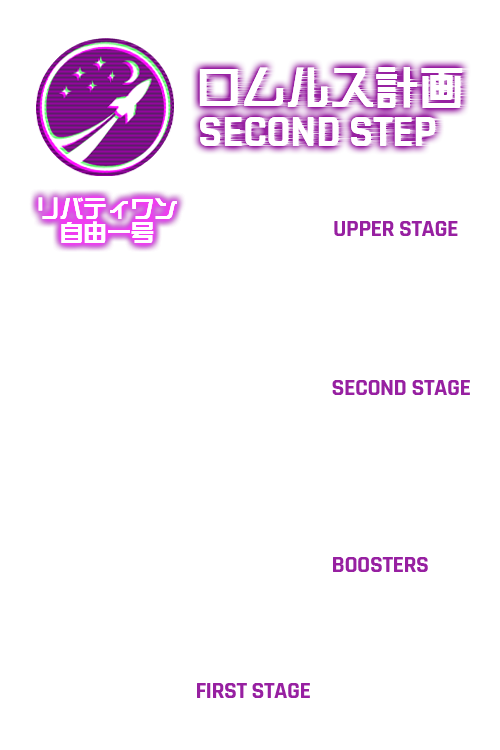 ロムルス計画
SECOND STEP
リバティワン
自由一号
UPPER STAGE
SECOND STAGE
BOOSTERS
FIRST STAGE